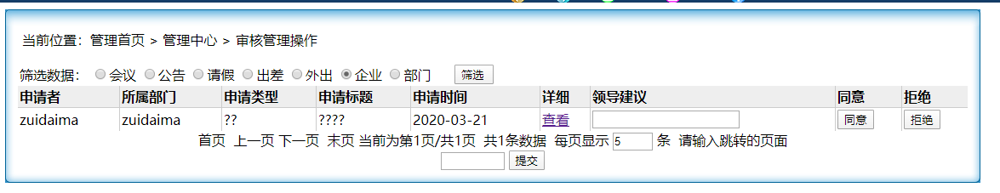 当前位置：管理首页 > 管理中心 > 审核管理操作
筛选数据： 会议 公告 请假 出差 外出 企业 部门 筛选
申请者 所属部门 申请类型 申请标题 申请时间 详细 领导建议 同意 拒绝
zuidaima zuidaima ?? ???? 2020-03-21 查看 同意 拒绝
首页 上一页 下一页 末页 当前为第1页/共1页 共1条数据 每页显示 5 条 请输入跳转的页面
提交